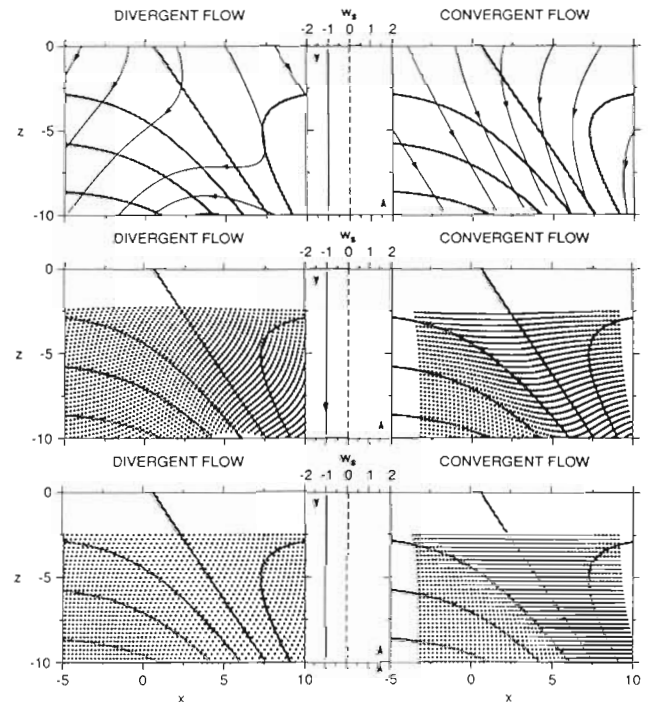 DIVERGENT FLOW
w_s
CONVERGENT FLOW
-2 -1 0 1 2
0
-5
-10
z
DIVERGENT FLOW
w_s
CONVERGENT FLOW
-2 -1 0 1 2
0
-5
-10
z
DIVERGENT FLOW
w_s
CONVERGENT FLOW
-2 -1 0 1 2
0
-5
-10
z
-5 0 5 10
-5 0 5 10
x
x